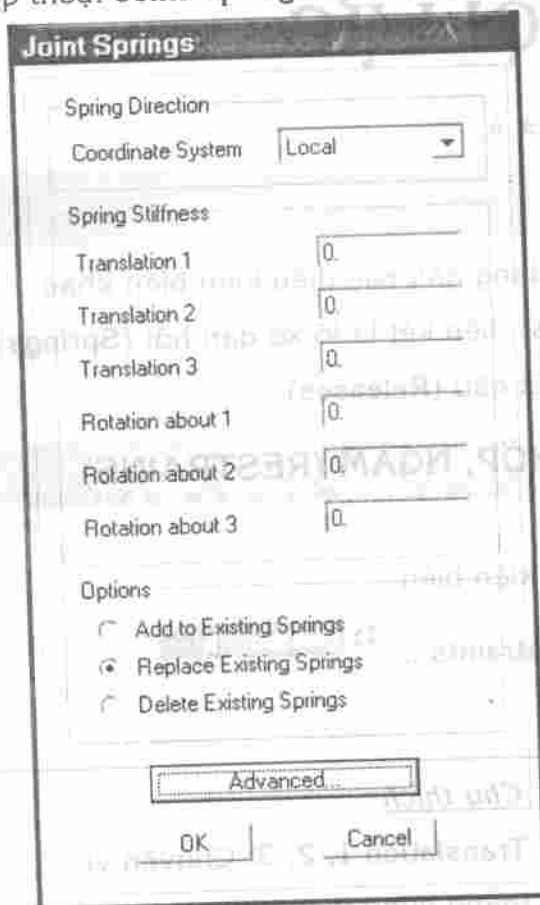 Joint Springs
Spring Direction
Coordinate System Local
Spring Stiffness
Translation 1 0.
Translation 2 0.
Translation 3 0.
Rotation about 1 0.
Rotation about 2 0.
Rotation about 3 0.
Options
Add to Existing Springs
Replace Existing Springs
Delete Existing Springs
Advanced...
OK Cancel